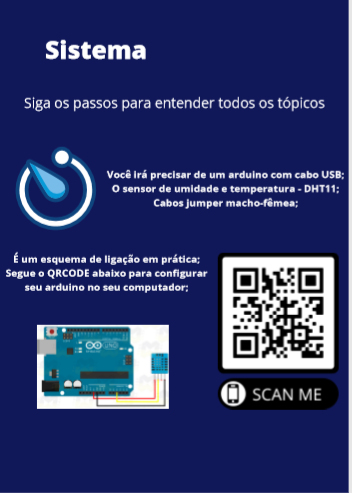 Sistema
Siga os passos para entender todos os tópicos
Você irá precisar de um arduino com cabo USB;
O sensor de umidade e temperatura - DHT11;
Cabos jumper macho-fêmea;
É um esquema de ligação em prática;
Segue o QRCODE abaixo para configurar
seu arduino no seu computador;
UNO
ARDUINO
SCAN ME